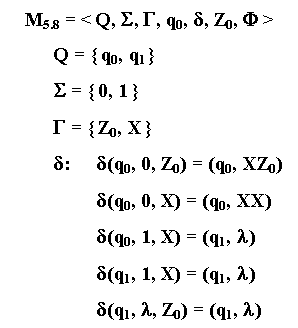 M₅.₈ = < Q, Σ, Γ, q₀, δ, Z₀, Φ >
Q = { q₀, q₁ }
Σ = { 0, 1 }
Γ = { Z₀, X }
δ: δ(q₀, 0, Z₀) = (q₀, XZ₀)
δ(q₀, 0, X) = (q₀, XX)
δ(q₀, 1, X) = (q₁, λ)
δ(q₁, 1, X) = (q₁, λ)
δ(q₁, λ, Z₀) = (q₁, λ)